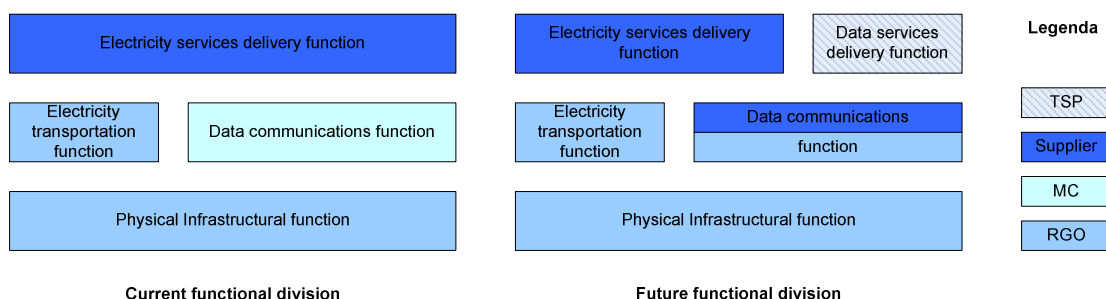 Electricity services delivery function
Electricity
transportation
function
Data communications function
Physical Infrastructural function
Current functional division
Electricity services delivery
function
Data services
delivery function
Electricity
transportation
function
Data communications
function
Physical Infrastructural function
Future functional division
Legenda
TSP
Supplier
MC
RGO